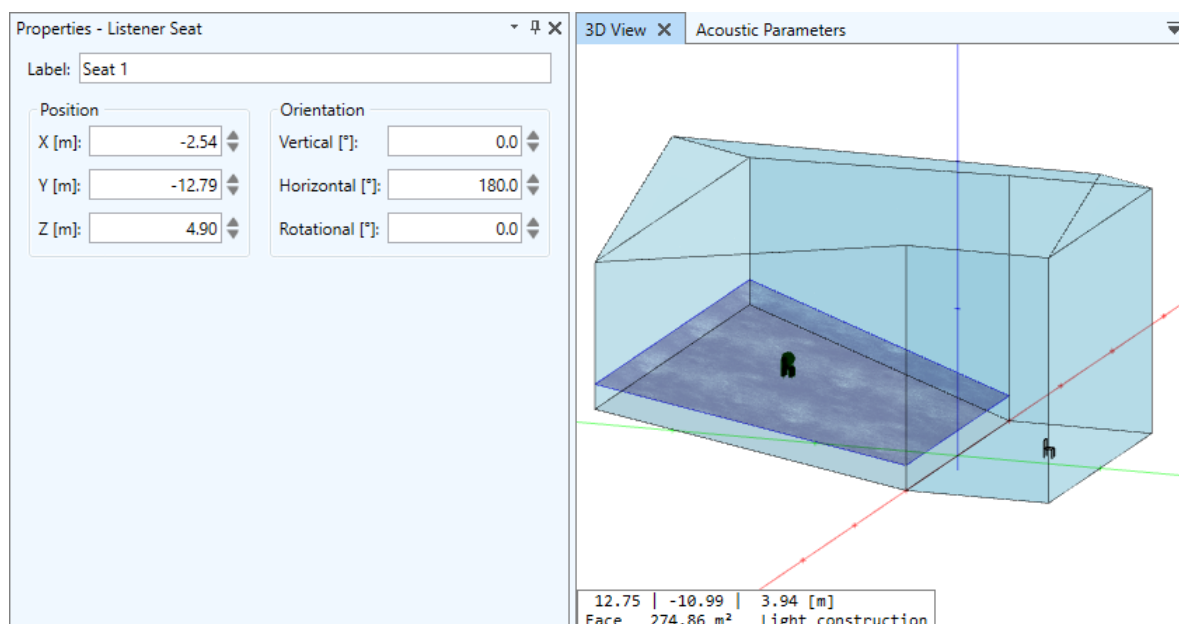 Properties - Listener Seat
Label: Seat 1
Position
X [m]: -2.54
Y [m]: -12.79
Z [m]: 4.90
Orientation
Vertical [°]: 0.0
Horizontal [°]: 180.0
Rotational [°]: 0.0
3D View Acoustic Parameters
12.75 | -10.99 | 3.94 [m]
Face 274.86 m² Light construction